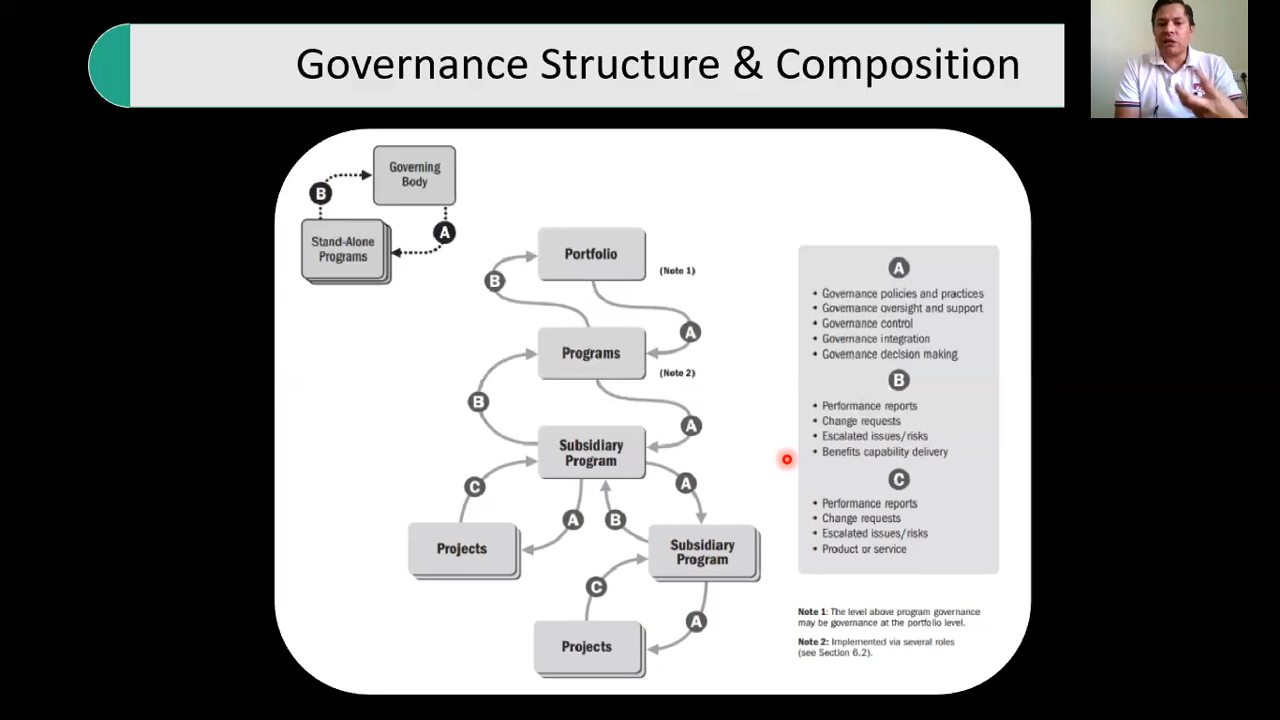 Governance Structure & Composition
Governing
Body
B
A
Stand-Alone
Programs
Portfolio
(Note 1)
B
A
Programs
(Note 2)
B
A
Subsidiary
Program
C
A
A
B
Projects
Subsidiary
Program
C
A
Projects
A
• Governance policies and practices
• Governance oversight and support
• Governance control
• Governance integration
• Governance decision making
B
• Performance reports
• Change requests
• Escalated issues/risks
• Benefits capability delivery
C
• Performance reports
• Change requests
• Escalated issues/risks
• Product or service
Note 1: The level above program governance
may be governance at the portfolio level.
Note 2: Implemented via several roles
(see Section 6.2).